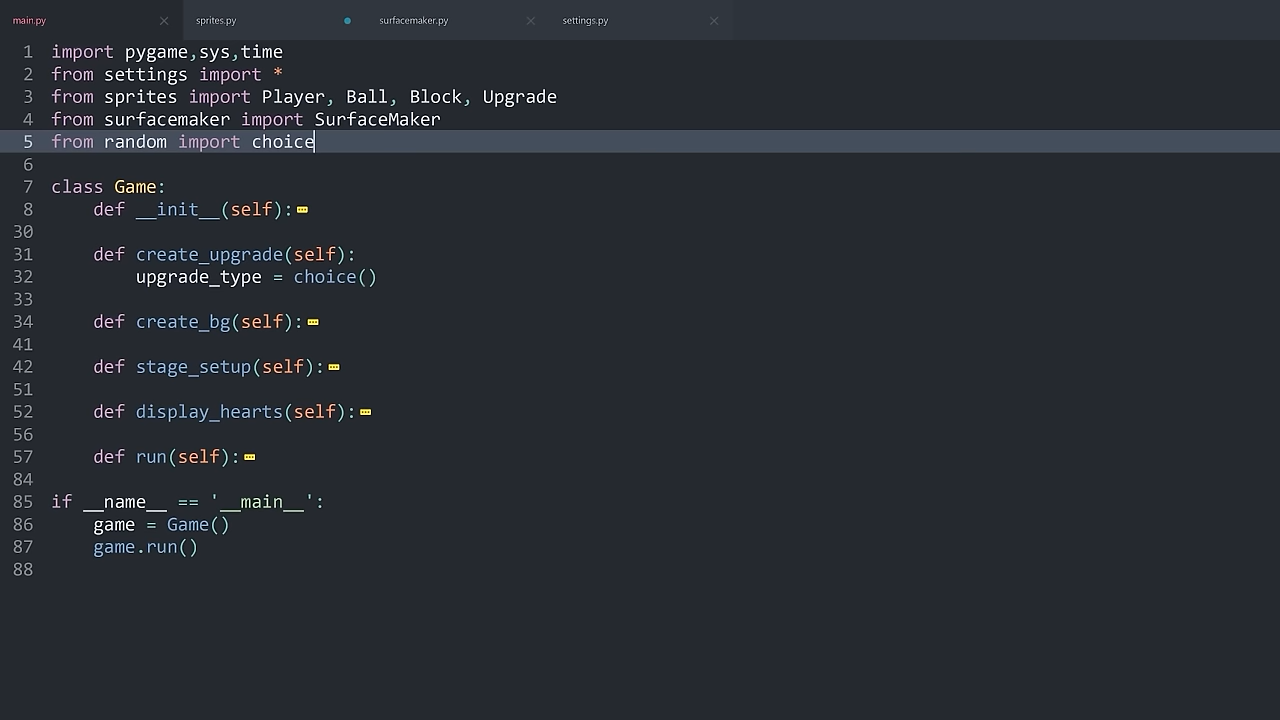 main.py sprites.py surfacemaker.py settings.py
1 import pygame,sys,time
2 from settings import *
3 from sprites import Player, Ball, Block, Upgrade
4 from surfacemaker import SurfaceMaker
5 from random import choice
6
7 class Game:
8     def __init__(self):
30
31     def create_upgrade(self):
32         upgrade_type = choice()
33
34     def create_bg(self):
41
42     def stage_setup(self):
51
52     def display_hearts(self):
56
57     def run(self):
84
85 if __name__ == '__main__':
86     game = Game()
87     game.run()
88